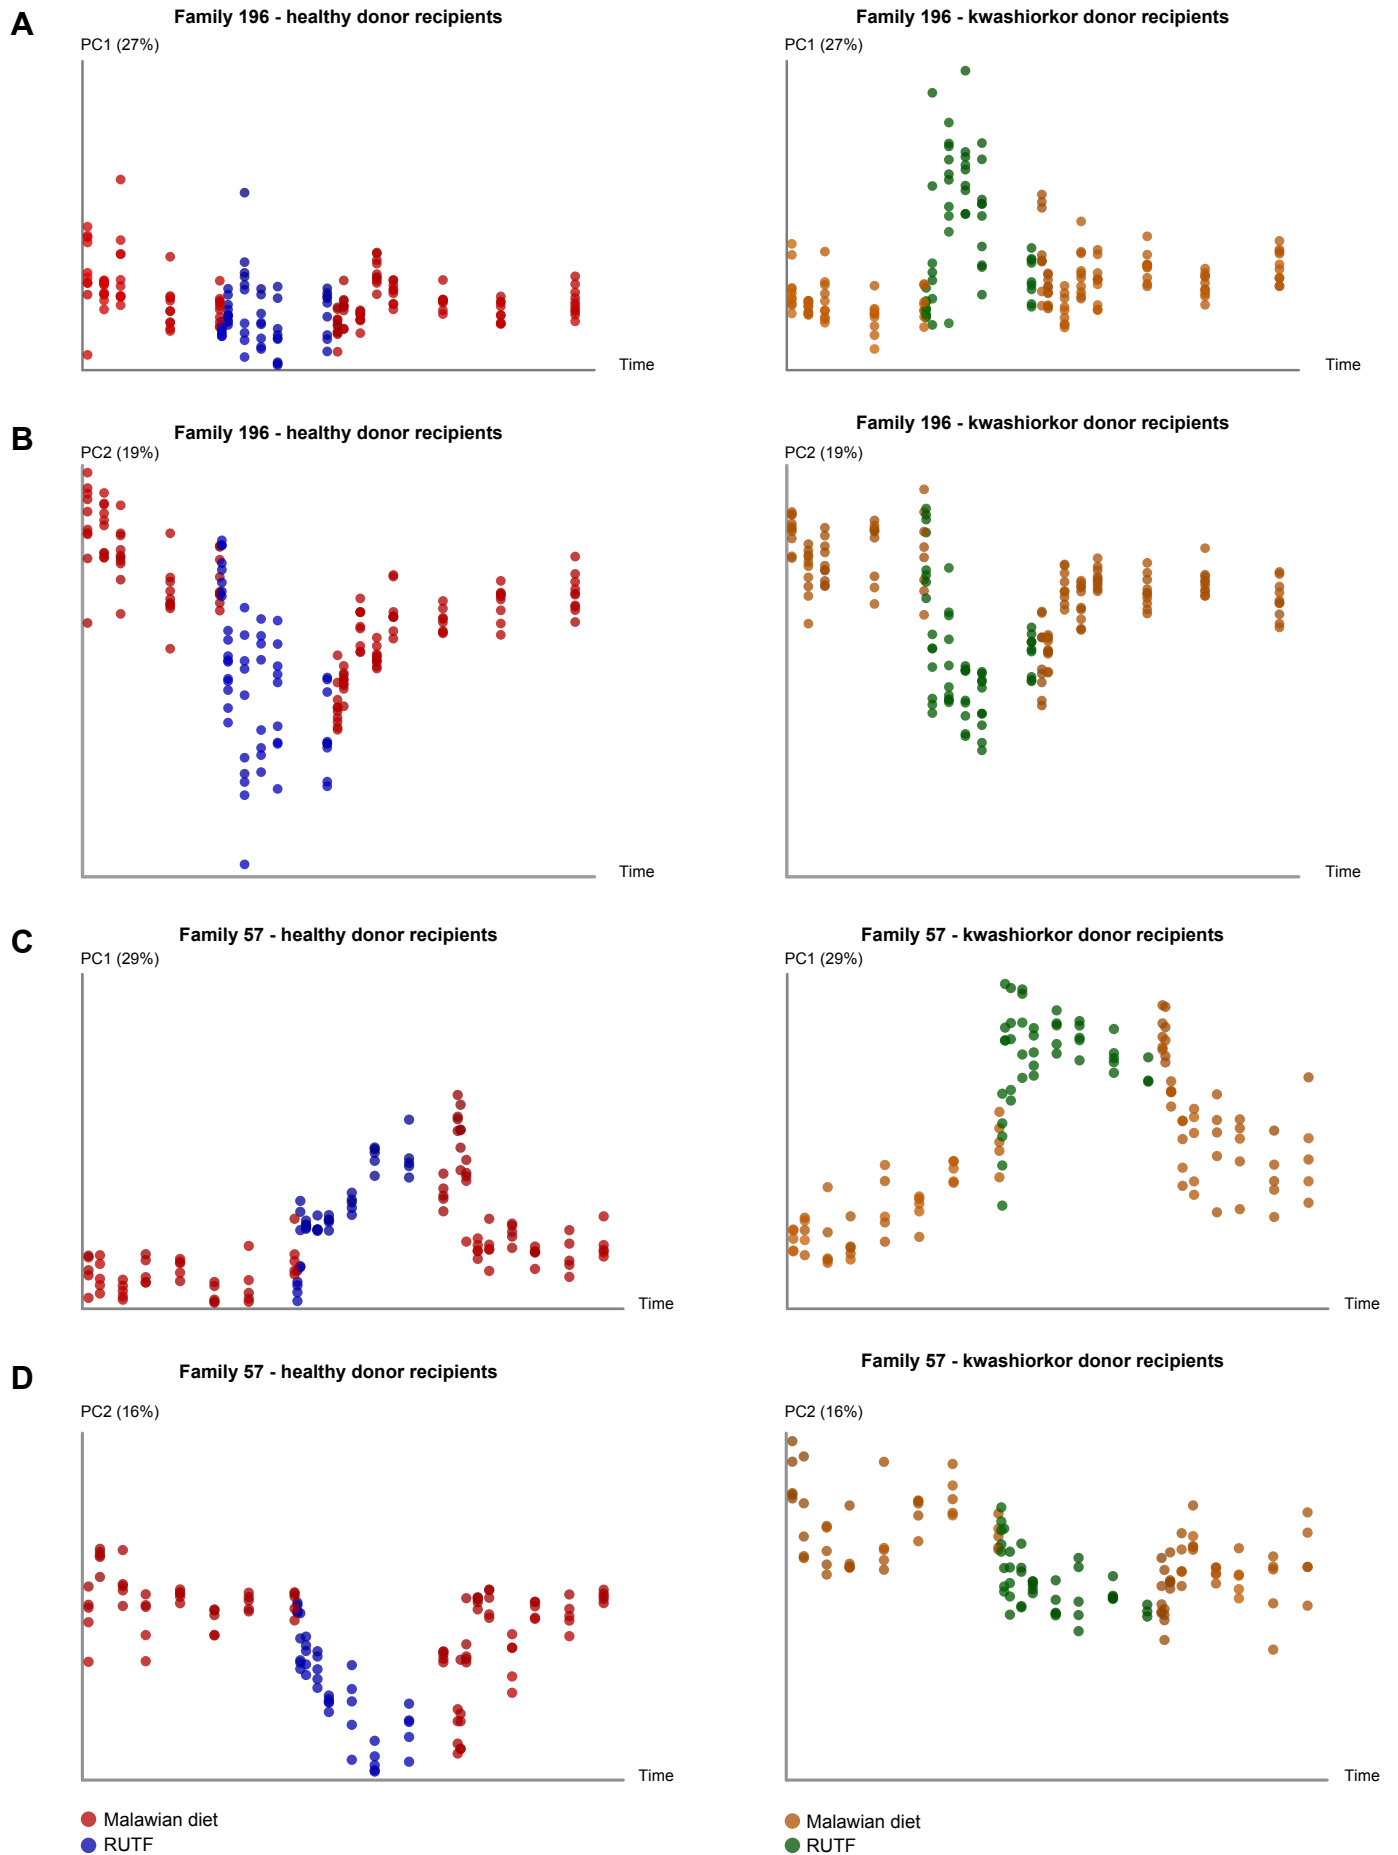 A
Family 196 - healthy donor recipients
Family 196 - kwashiorkor donor recipients
PC1 (27%)
PC1 (27%)
Time
Time
B
Family 196 - healthy donor recipients
Family 196 - kwashiorkor donor recipients
PC2 (19%)
PC2 (19%)
Time
Time
C
Family 57 - healthy donor recipients
Family 57 - kwashiorkor donor recipients
PC1 (29%)
PC1 (29%)
Time
Time
D
Family 57 - healthy donor recipients
Family 57 - kwashiorkor donor recipients
PC2 (16%)
PC2 (16%)
Time
Time
Malawian diet
RUTF
Malawian diet
RUTF